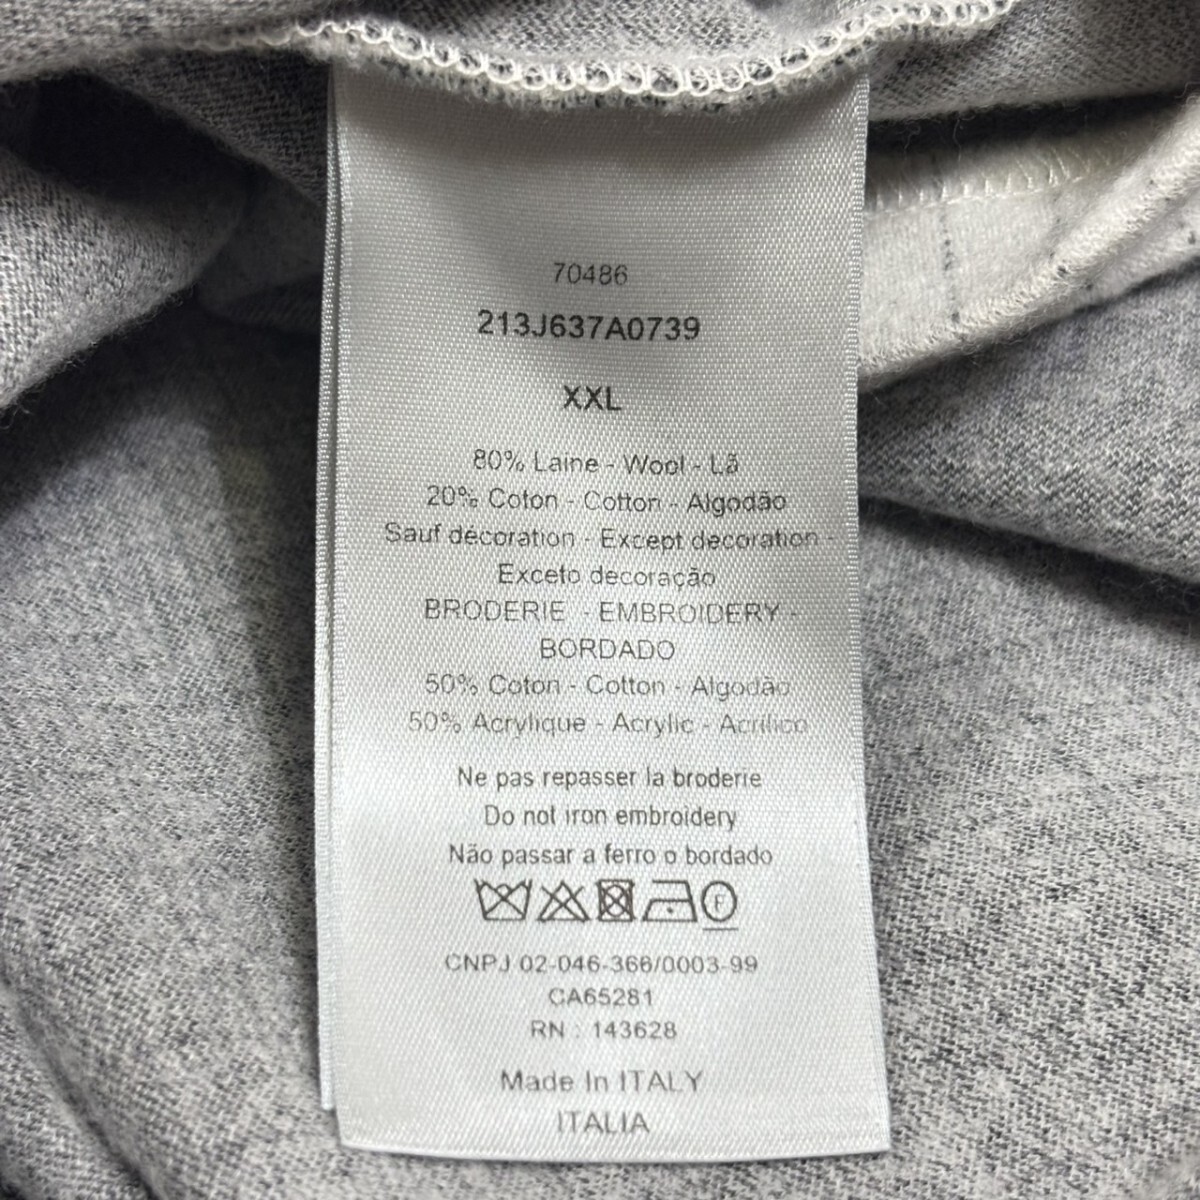 70486
213J637A0739
XXL
80% Laine - Wool - Lã
20% Coton - Cotton - Algodão
Sauf décoration - Except decoration -
Exceto decoração
BRODERIE - EMBROIDERY -
BORDADO
50% Coton - Cotton - Algodão
50% Acrylique - Acrylic - Acrílico
Ne pas repasser la broderie
Do not iron embroidery
Não passar a ferro o bordado
F
CNPJ 02-046-366/0003-99
CA65281
RN : 143628
Made In ITALY
ITALIA